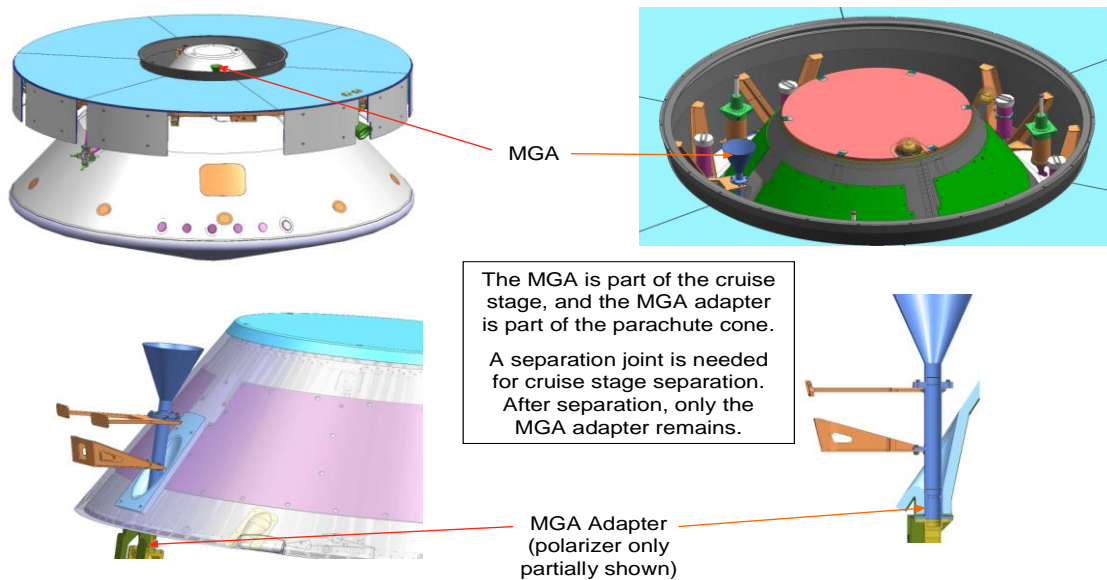 MGA
The MGA is part of the cruise
stage, and the MGA adapter
is part of the parachute cone.
A separation joint is needed
for cruise stage separation.
After separation, only the
MGA adapter remains.
MGA Adapter
(polarizer only
partially shown)